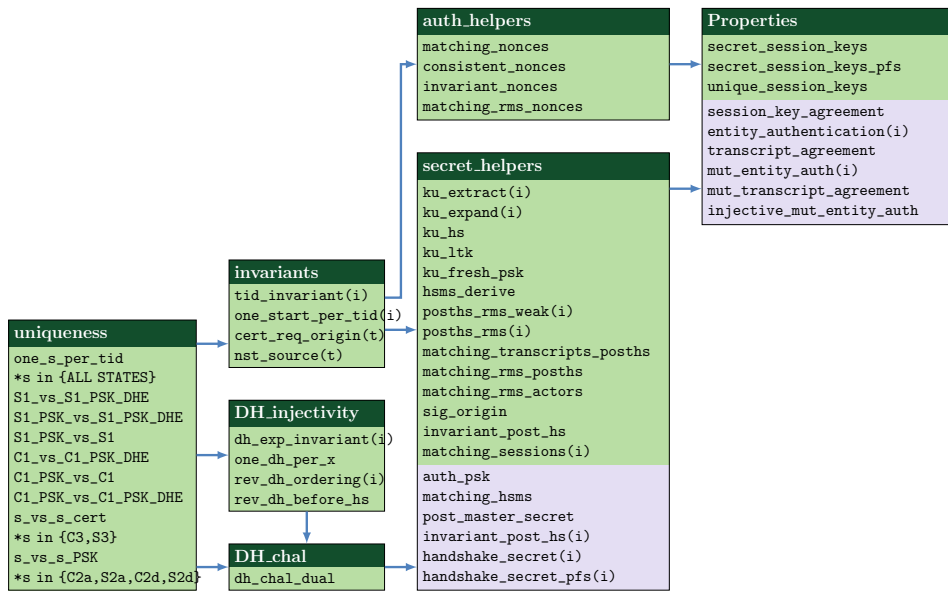 auth_helpers
matching_nonces
consistent_nonces
invariant_nonces
matching_rms_nonces
Properties
secret_session_keys
secret_session_keys_pfs
unique_session_keys
session_key_agreement
entity_authentication(i)
transcript_agreement
mut_entity_auth(i)
mut_transcript_agreement
injective_mut_entity_auth
secret_helpers
ku_extract(i)
ku_expand(i)
ku_hs
ku_ltk
ku_fresh_psk
hsms_derive
posths_rms_weak(i)
posths_rms(i)
matching_transcripts_posths
matching_rms_posths
matching_rms_actors
sig_origin
invariant_post_hs
matching_sessions(i)
auth_psk
matching_hsms
post_master_secret
invariant_post_hs(i)
handshake_secret(i)
handshake_secret_pfs(i)
invariants
tid_invariant(i)
one_start_per_tid(i)
cert_req_origin(t)
nst_source(t)
uniqueness
one_s_per_tid
*s in {ALL STATES}
S1_vs_S1_PSK_DHE
S1_PSK_vs_S1_PSK_DHE
S1_PSK_vs_S1
C1_vs_C1_PSK_DHE
C1_PSK_vs_C1
C1_PSK_vs_C1_PSK_DHE
s_vs_s_cert
*s in {C3,S3}
s_vs_s_PSK
*s in {C2a,S2a,C2d,S2d}
DH_injectivity
dh_exp_invariant(i)
one_dh_per_x
rev_dh_ordering(i)
rev_dh_before_hs
DH_chal
dh_chal_dual